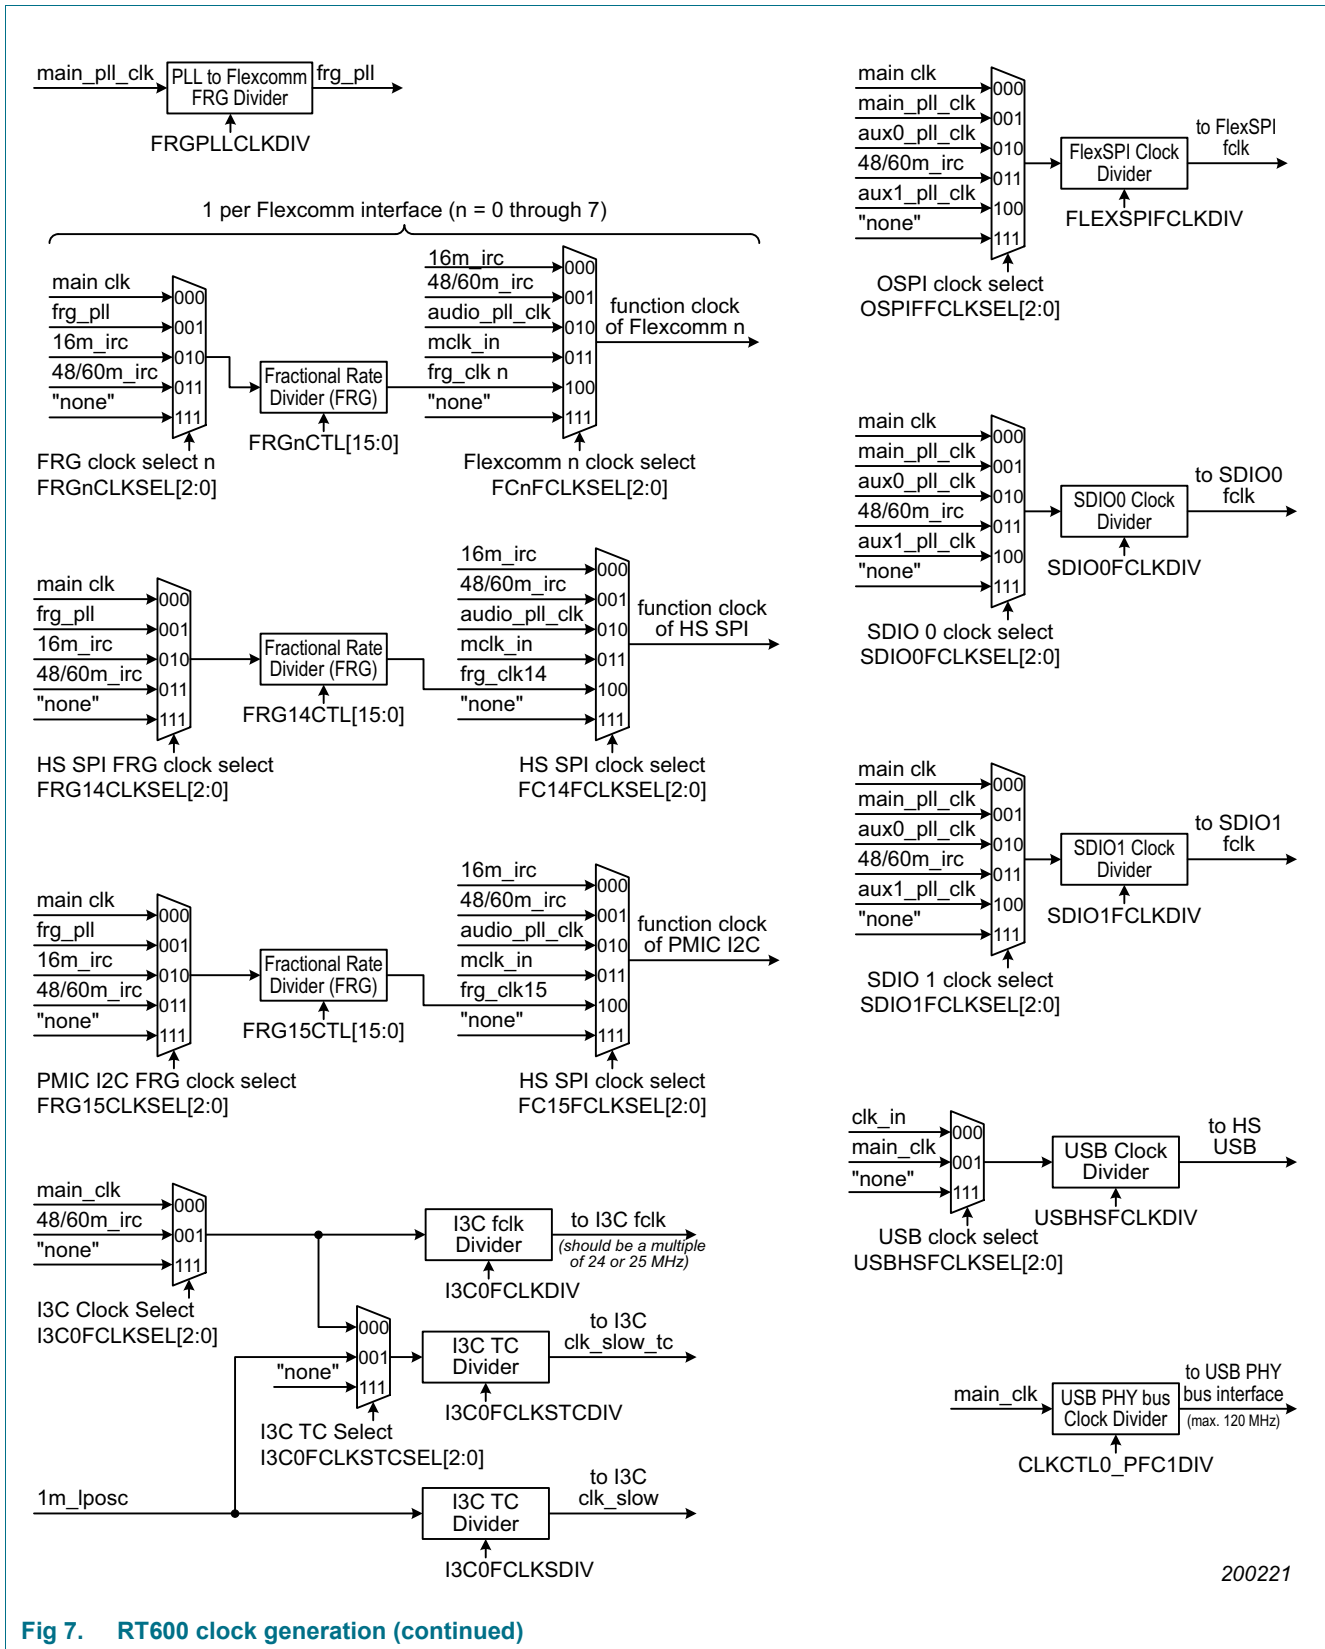 main_pll_clk
PLL to Flexcomm
FRG Divider
frg_pll
FRGPLLCLKDIV
1 per Flexcomm interface (n = 0 through 7)
main clk
000
frg_pll
001
16m_irc
010
48/60m_irc
011
"none"
111
FRG clock select n
FRGnCLKSEL[2:0]
Fractional Rate
Divider (FRG)
FRGnCTL[15:0]
16m_irc
000
48/60m_irc
001
audio_pll_clk
010
mclk_in
011
frg_clk n
100
"none"
111
Flexcomm n clock select
FCnFCLKSEL[2:0]
function clock
of Flexcomm n
main clk
000
frg_pll
001
16m_irc
010
48/60m_irc
011
"none"
111
HS SPI FRG clock select
FRG14CLKSEL[2:0]
Fractional Rate
Divider (FRG)
FRG14CTL[15:0]
16m_irc
000
48/60m_irc
001
audio_pll_clk
010
mclk_in
011
frg_clk14
100
"none"
111
HS SPI clock select
FC14FCLKSEL[2:0]
function clock
of HS SPI
main clk
000
frg_pll
001
16m_irc
010
48/60m_irc
011
"none"
111
PMIC I2C FRG clock select
FRG15CLKSEL[2:0]
Fractional Rate
Divider (FRG)
FRG15CTL[15:0]
16m_irc
000
48/60m_irc
001
audio_pll_clk
010
mclk_in
011
frg_clk15
100
"none"
111
HS SPI clock select
FC15FCLKSEL[2:0]
function clock
of PMIC I2C
main_clk
000
48/60m_irc
001
"none"
111
I3C Clock Select
I3C0FCLKSEL[2:0]
I3C fclk
Divider
I3C0FCLKDIV
to I3C fclk
(should be a multiple
of 24 or 25 MHz)
000
001
"none"
111
I3C TC Select
I3C0FCLKSTCSEL[2:0]
I3C TC
Divider
I3C0FCLKSTCDIV
to I3C
clk_slow_tc
1m_lposc
I3C TC
Divider
I3C0FCLKSDIV
to I3C
clk_slow
main clk
000
main_pll_clk
001
aux0_pll_clk
010
48/60m_irc
011
aux1_pll_clk
100
"none"
111
OSPI clock select
OSPIFFCLKSEL[2:0]
FlexSPI Clock
Divider
FLEXSPIFCLKDIV
to FlexSPI
fclk
main clk
000
main_pll_clk
001
aux0_pll_clk
010
48/60m_irc
011
aux1_pll_clk
100
"none"
111
SDIO 0 clock select
SDIO0FCLKSEL[2:0]
SDIO0 Clock
Divider
SDIO0FCLKDIV
to SDIO0
fclk
main clk
000
main_pll_clk
001
aux0_pll_clk
010
48/60m_irc
011
aux1_pll_clk
100
"none"
111
SDIO 1 clock select
SDIO1FCLKSEL[2:0]
SDIO1 Clock
Divider
SDIO1FCLKDIV
to SDIO1
fclk
clk_in
000
main_clk
001
"none"
111
USB clock select
USBHSFCLKSEL[2:0]
USB Clock
Divider
USBHSFCLKDIV
to HS
USB
main_clk
USB PHY bus
Clock Divider
CLKCTL0_PFC1DIV
to USB PHY
bus interface
(max. 120 MHz)
200221
Fig 7. RT600 clock generation (continued)